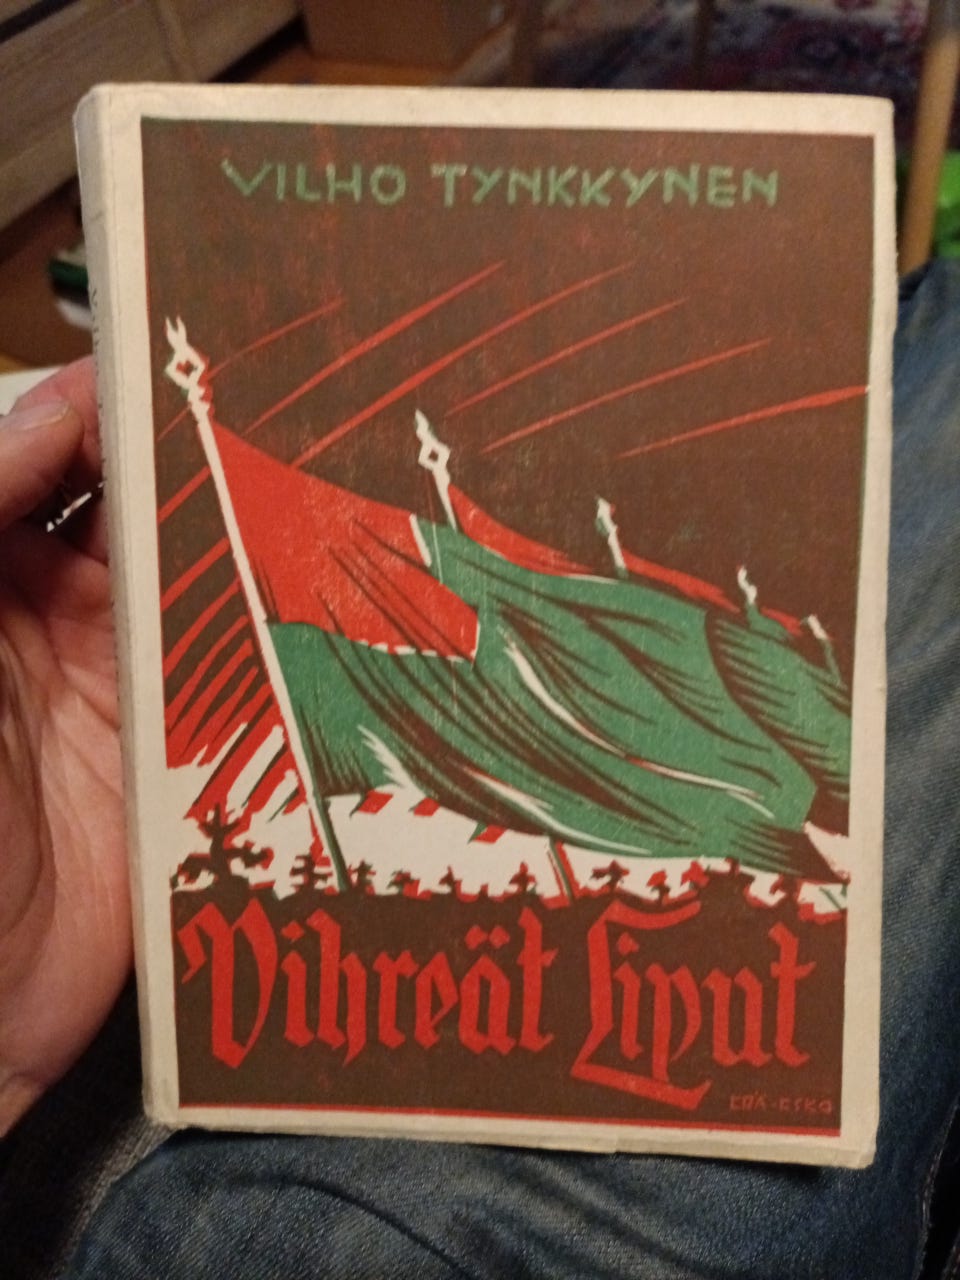 VILHO TYNKKYNEN
Vihreät Liput
ERÄ-ESKO